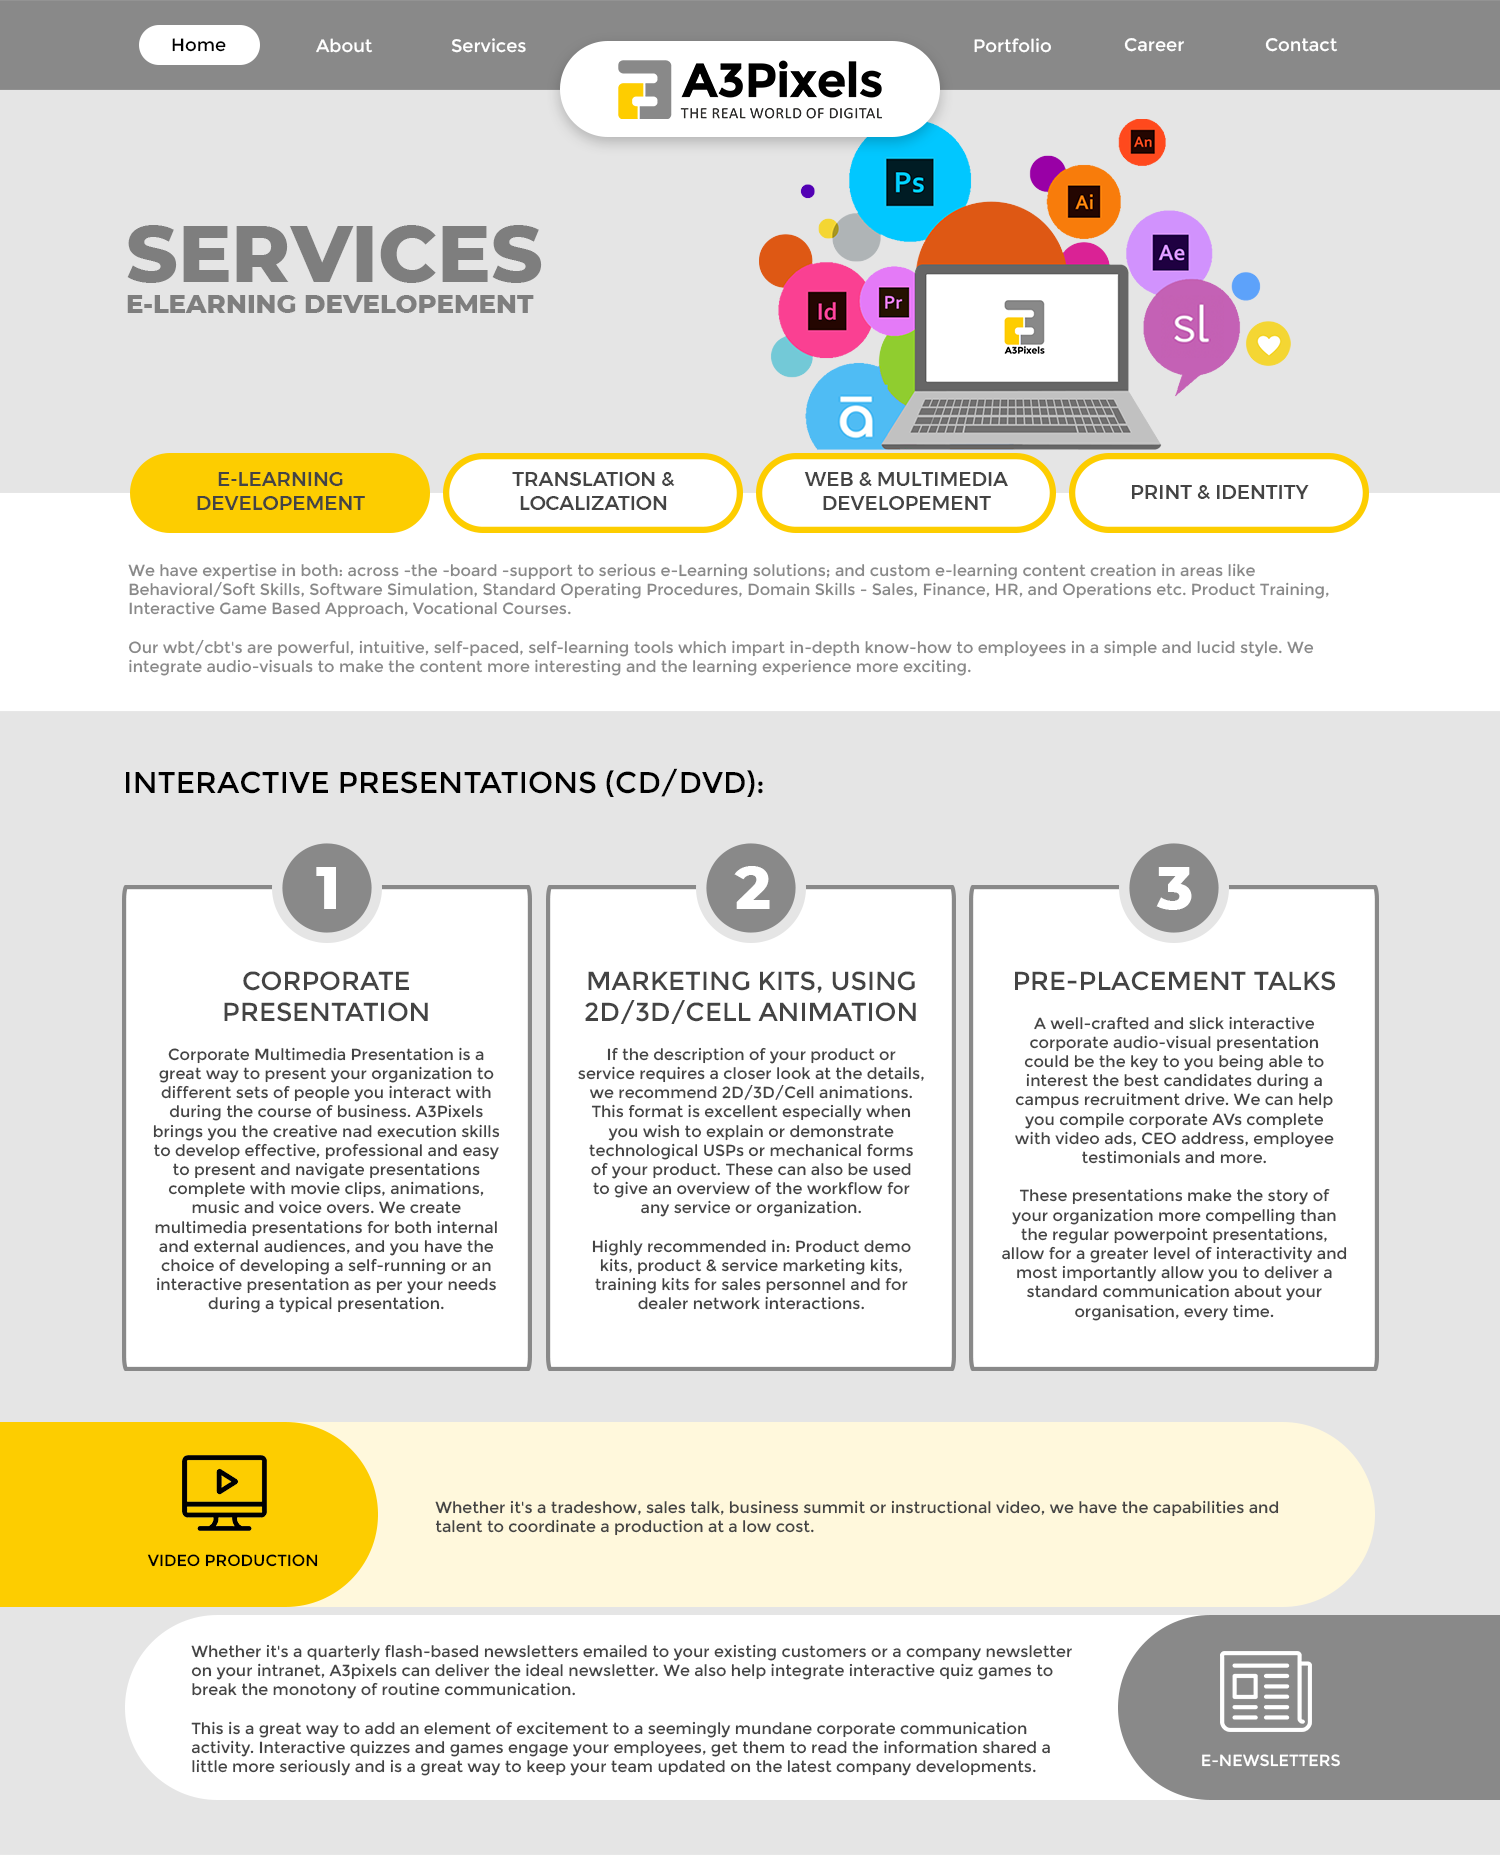 Home
About
Services
Portfolio
Career
Contact
A3Pixels
THE REAL WORLD OF DIGITAL
SERVICES
E-LEARNING DEVELOPEMENT
Ps
An
Ai
Ae
Id
Pr
sl
A3Pixels
ā
E-LEARNING
DEVELOPEMENT
TRANSLATION &
LOCALIZATION
WEB & MULTIMEDIA
DEVELOPEMENT
PRINT & IDENTITY
We have expertise in both: across -the -board -support to serious e-Learning solutions; and custom e-learning content creation in areas like
Behavioral/Soft Skills, Software Simulation, Standard Operating Procedures, Domain Skills - Sales, Finance, HR, and Operations etc. Product Training,
Interactive Game Based Approach, Vocational Courses.
Our wbt/cbt's are powerful, intuitive, self-paced, self-learning tools which impart in-depth know-how to employees in a simple and lucid style. We
integrate audio-visuals to make the content more interesting and the learning experience more exciting.
INTERACTIVE PRESENTATIONS (CD/DVD):
1
CORPORATE
PRESENTATION
Corporate Multimedia Presentation is a
great way to present your organization to
different sets of people you interact with
during the course of business. A3Pixels
brings you the creative nad execution skills
to develop effective, professional and easy
to present and navigate presentations
complete with movie clips, animations,
music and voice overs. We create
multimedia presentations for both internal
and external audiences, and you have the
choice of developing a self-running or an
interactive presentation as per your needs
during a typical presentation.
2
MARKETING KITS, USING
2D/3D/CELL ANIMATION
If the description of your product or
service requires a closer look at the details,
we recommend 2D/3D/Cell animations.
This format is excellent especially when
you wish to explain or demonstrate
technological USPs or mechanical forms
of your product. These can also be used
to give an overview of the workflow for
any service or organization.
Highly recommended in: Product demo
kits, product & service marketing kits,
training kits for sales personnel and for
dealer network interactions.
3
PRE-PLACEMENT TALKS
A well-crafted and slick interactive
corporate audio-visual presentation
could be the key to you being able to
interest the best candidates during a
campus recruitment drive. We can help
you compile corporate AVs complete
with video ads, CEO address, employee
testimonials and more.
These presentations make the story of
your organization more compelling than
the regular powerpoint presentations,
allow for a greater level of interactivity and
most importantly allow you to deliver a
standard communication about your
organisation, every time.
VIDEO PRODUCTION
Whether it's a tradeshow, sales talk, business summit or instructional video, we have the capabilities and
talent to coordinate a production at a low cost.
Whether it's a quarterly flash-based newsletters emailed to your existing customers or a company newsletter
on your intranet, A3pixels can deliver the ideal newsletter. We also help integrate interactive quiz games to
break the monotony of routine communication.
This is a great way to add an element of excitement to a seemingly mundane corporate communication
activity. Interactive quizzes and games engage your employees, get them to read the information shared a
little more seriously and is a great way to keep your team updated on the latest company developments.
E-NEWSLETTERS